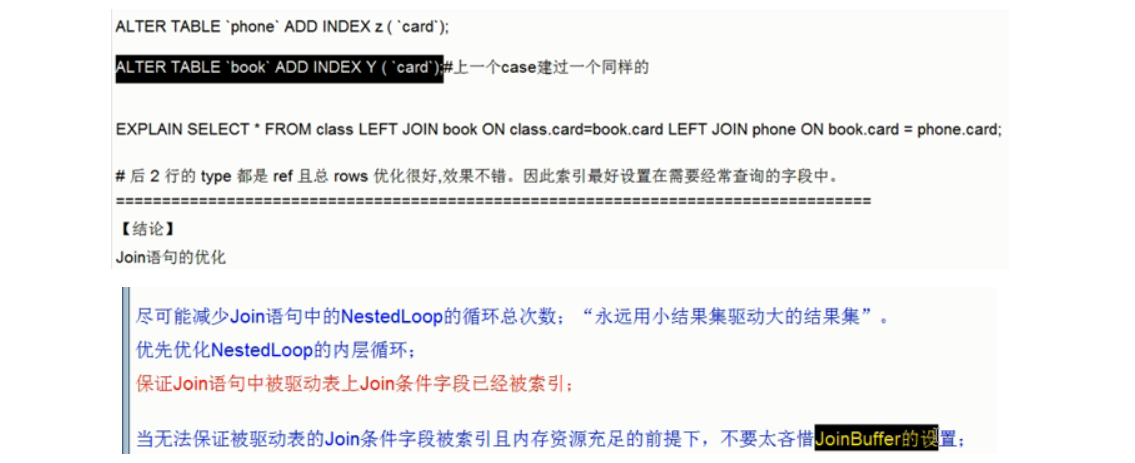 ALTER TABLE `phone` ADD INDEX z ( `card`);
ALTER TABLE `book` ADD INDEX Y ( `card`);#上一个case建过一个同样的
EXPLAIN SELECT * FROM class LEFT JOIN book ON class.card=book.card LEFT JOIN phone ON book.card = phone.card;
# 后 2 行的 type 都是 ref 且总 rows 优化很好,效果不错。因此索引最好设置在需要经常查询的字段中。
==================================================================================
【结论】
Join语句的优化
尽可能减少Join语句中的NestedLoop的循环总次数；“永远用小结果集驱动大的结果集”。
优先优化NestedLoop的内层循环；
保证Join语句中被驱动表上Join条件字段已经被索引；
当无法保证被驱动表的Join条件字段被索引且内存资源充足的前提下，不要太吝惜JoinBuffer的设置；